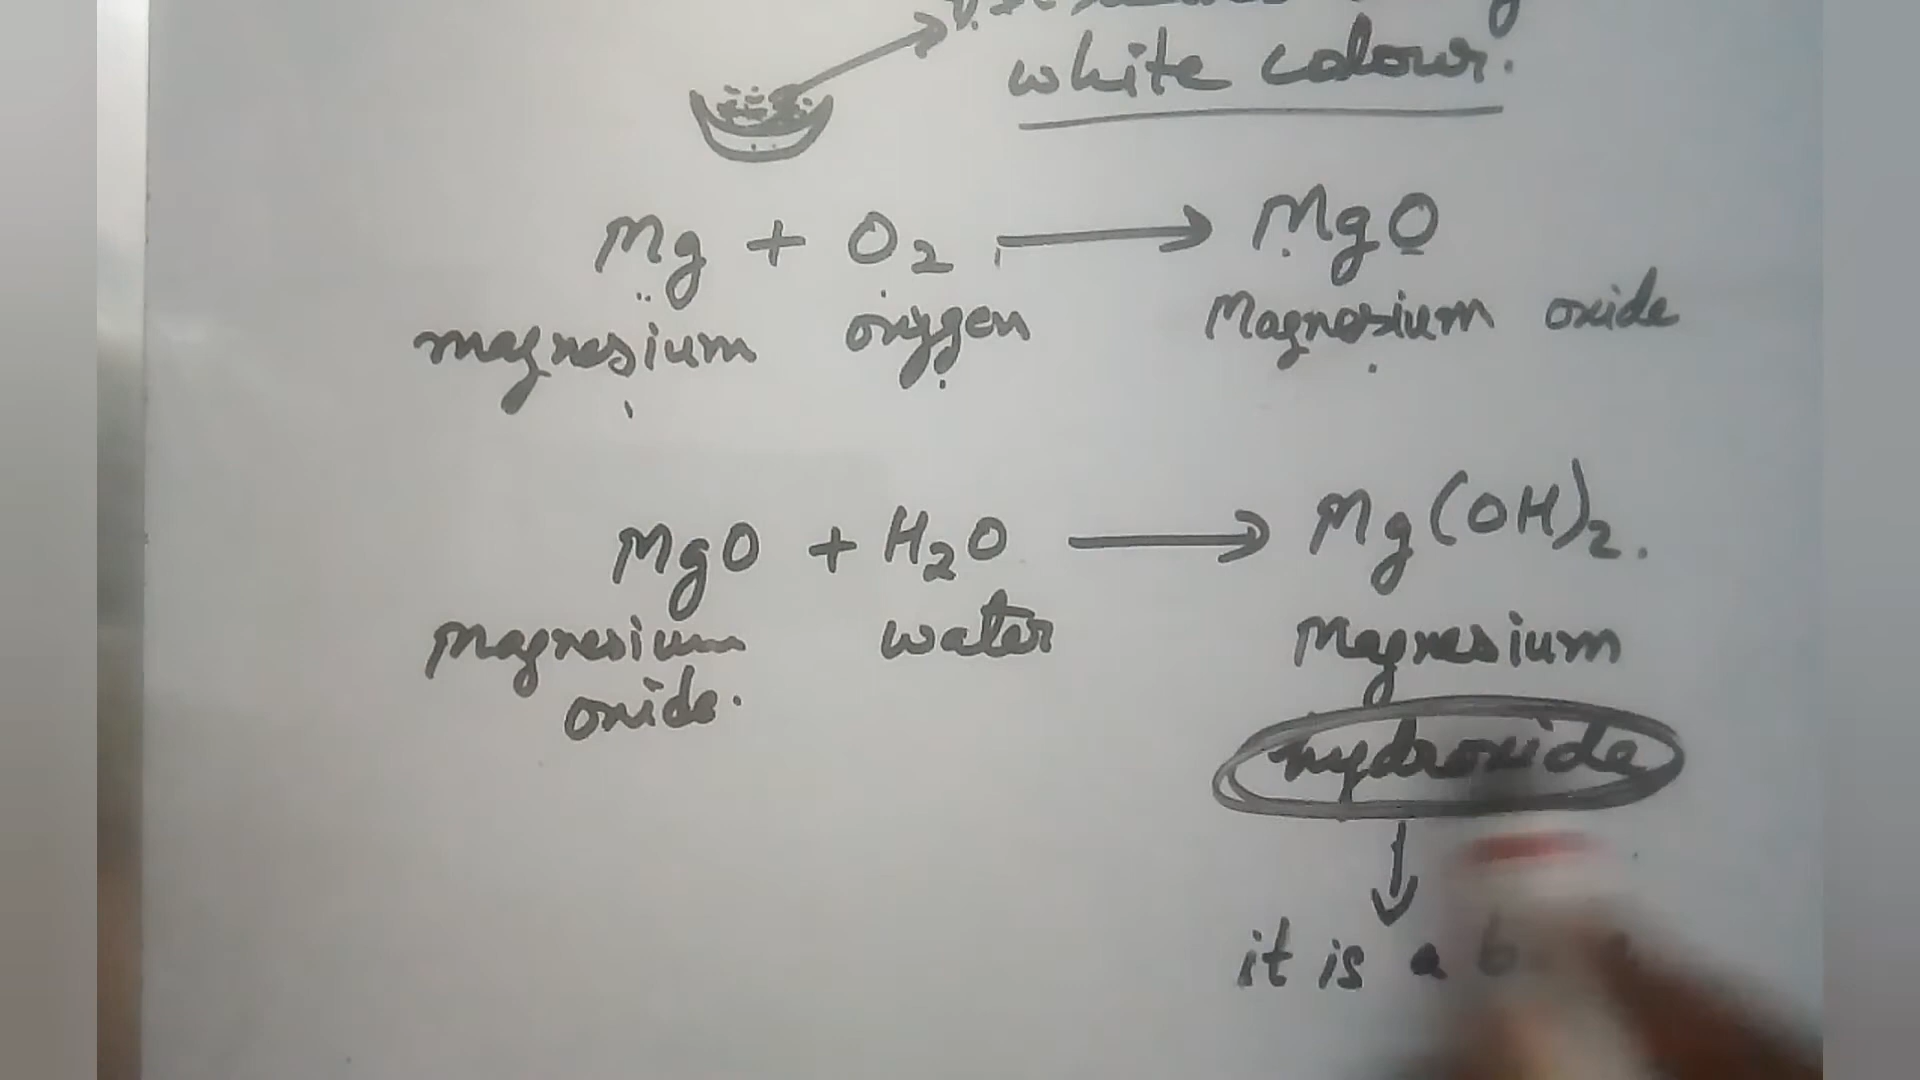 white colour.
Mg + O2 → MgO
magnesium oxygen Magnesium oxide
MgO + H2O → Mg(OH)2.
Magnesium water Magnesium
oxide. hydroxide
it is a b